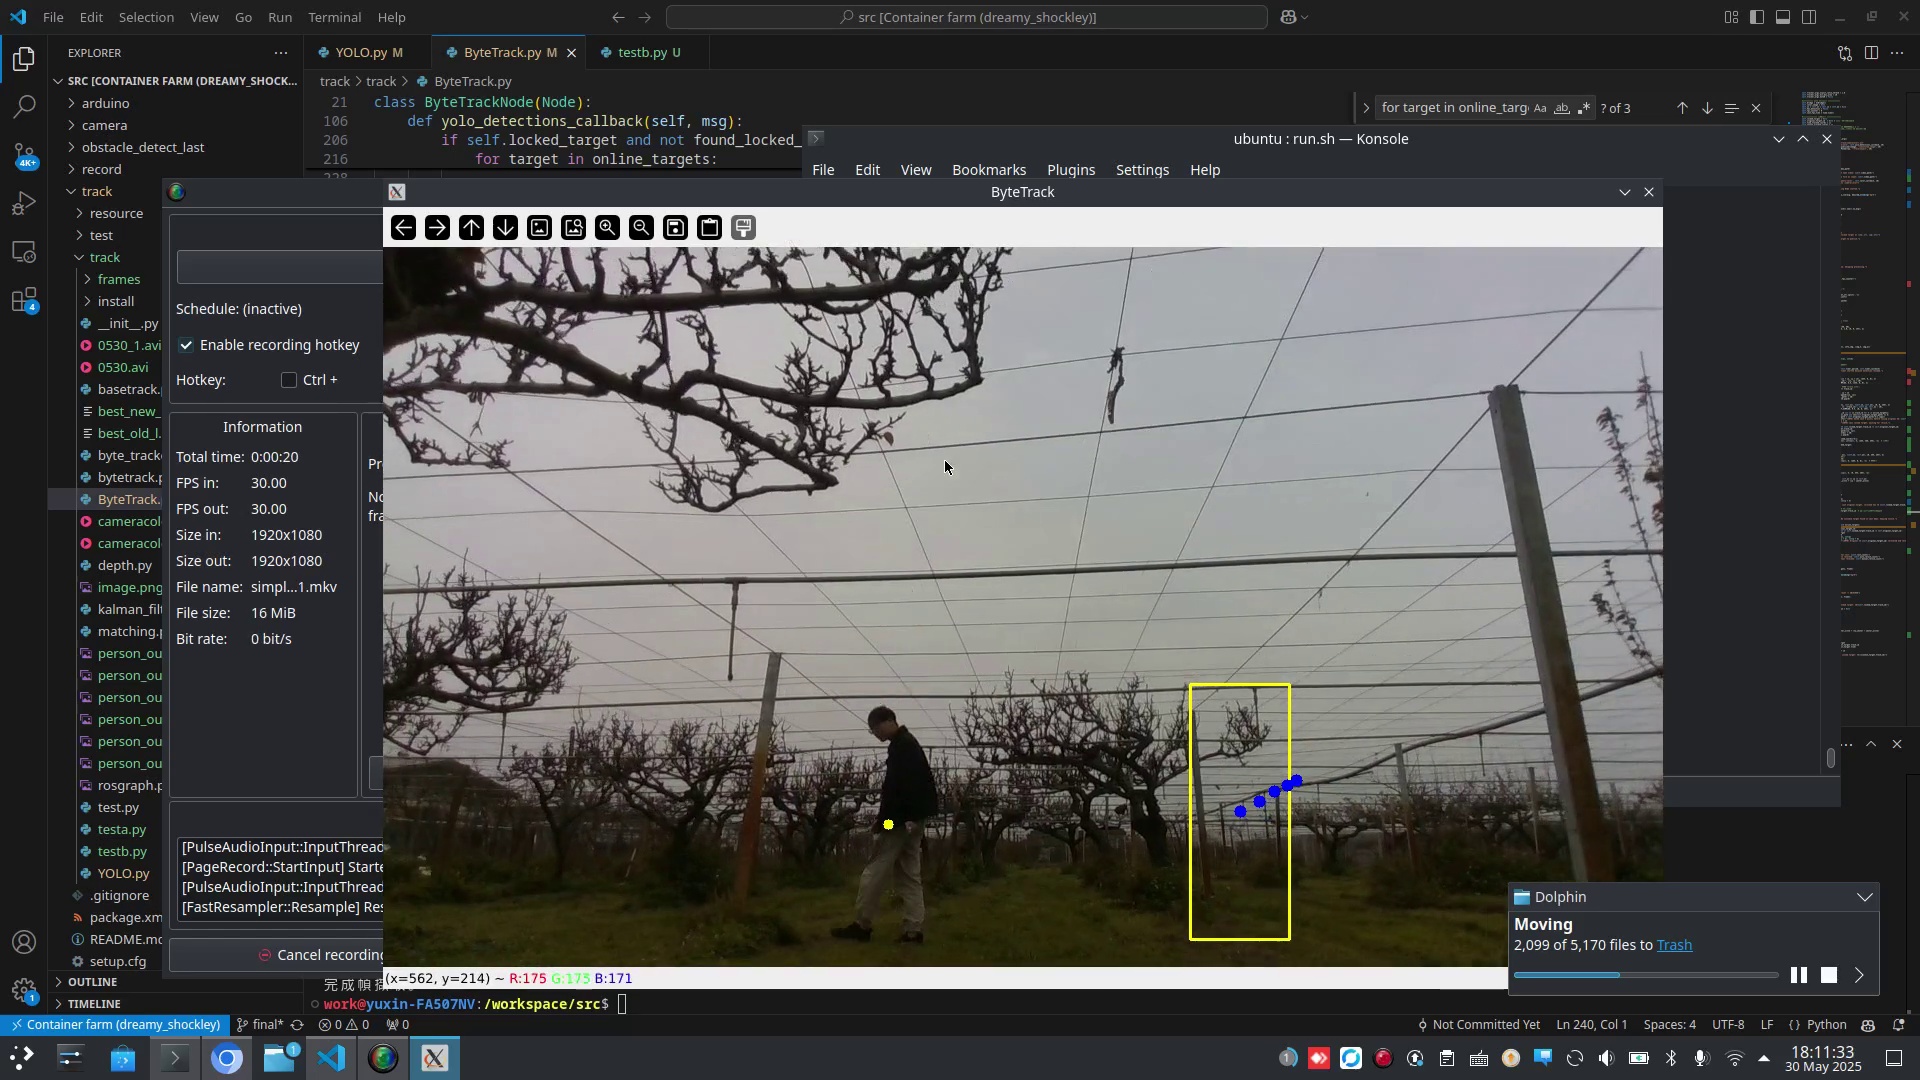 File Edit Selection View Go Run Terminal Help
src [Container farm (dreamy_shockley)]
EXPLORER
YOLO.py M
ByteTrack.py M
testb.py U
SRC [CONTAINER FARM (DREAMY_SHOCK...
track > track > ByteTrack.py
21 class ByteTrackNode(Node):
106 def yolo_detections_callback(self, msg):
206 if self.locked_target and not found_locked_
216 for target in online_targets:
for target in online_targ
Aa ab .*
? of 3
arduino
camera
obstacle_detect_last
record
track
resource
test
track
frames
install
__init__.py
0530_1.avi
0530.avi
basetrack.
best_new_
best_old_l.
byte_track
bytetrack.p
ByteTrack.
cameracol
cameracol
depth.py
image.png
kalman_filt
matching.p
person_ou
person_ou
person_ou
person_ou
person_ou
person_ou
rosgraph.p
test.py
testa.py
testb.py
YOLO.py
.gitignore
package.xm
README.md
setup.cfg
OUTLINE
TIMELINE
4K+
4
1
ubuntu : run.sh — Konsole
File Edit View Bookmarks Plugins Settings Help
ByteTrack
Schedule: (inactive)
Enable recording hotkey
Hotkey: Ctrl +
Information
Total time: 0:00:20
FPS in: 30.00
FPS out: 30.00
Size in: 1920x1080
Size out: 1920x1080
File name: simpl...1.mkv
File size: 16 MiB
Bit rate: 0 bit/s
Pr
No
fra
[PulseAudioInput::InputThread
[PageRecord::StartInput] Starte
[PulseAudioInput::InputThread
[FastResampler::Resample] Res
Cancel recording
(x=562, y=214) ~ R:175 G:175 B:171
work@yuxin-FA507NV:/workspace/src$
Dolphin
Moving
2,099 of 5,170 files to Trash
Container farm (dreamy_shockley)
final*
0 0
0
Not Committed Yet
Ln 240, Col 1
Spaces: 4
UTF-8
LF
{} Python
1
1
18:11:33
30 May 2025